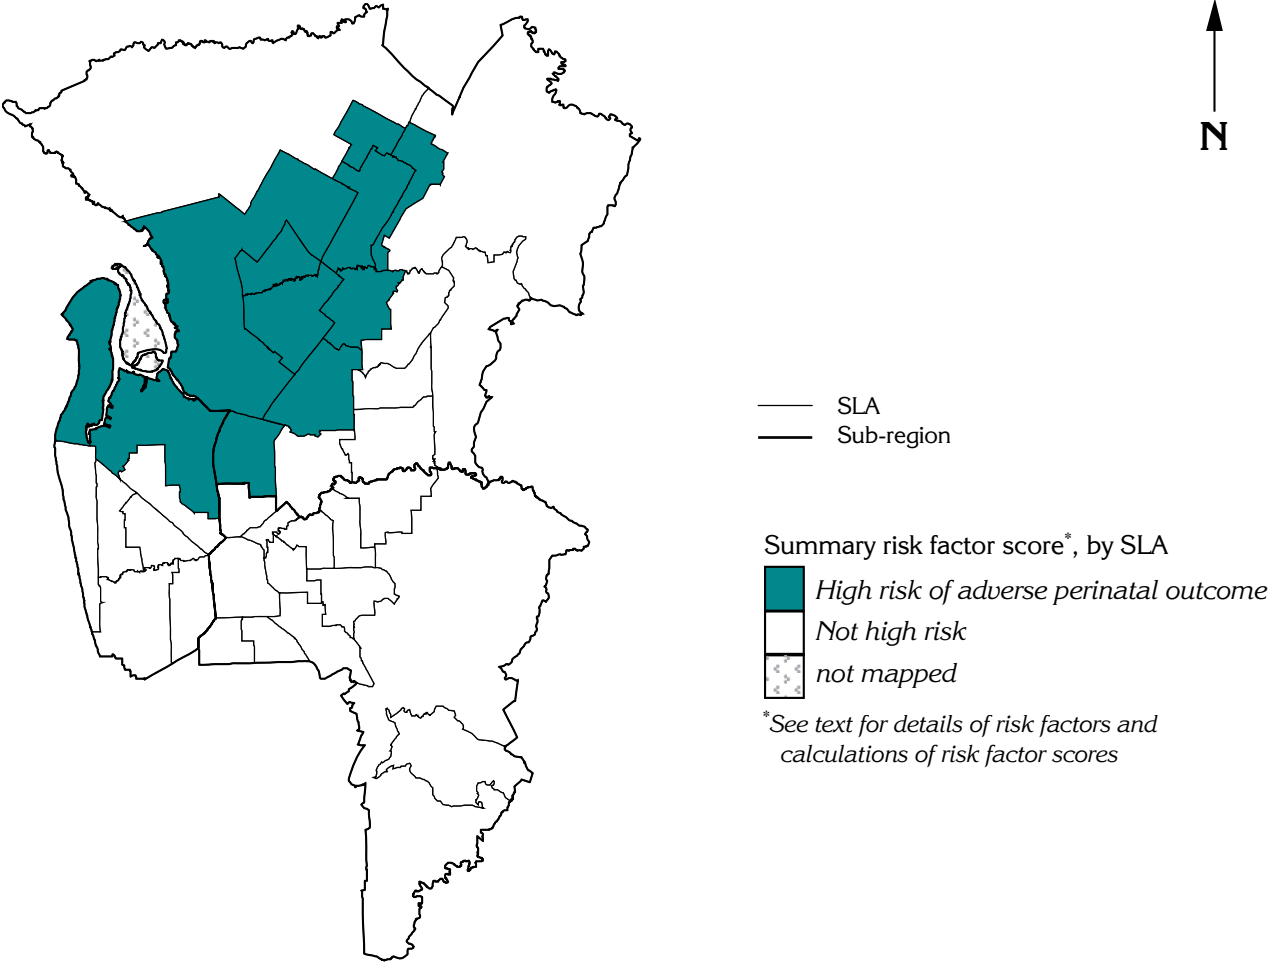 N
SLA
Sub-region
Summary risk factor score*, by SLA
High risk of adverse perinatal outcome
Not high risk
not mapped
*See text for details of risk factors and
calculations of risk factor scores